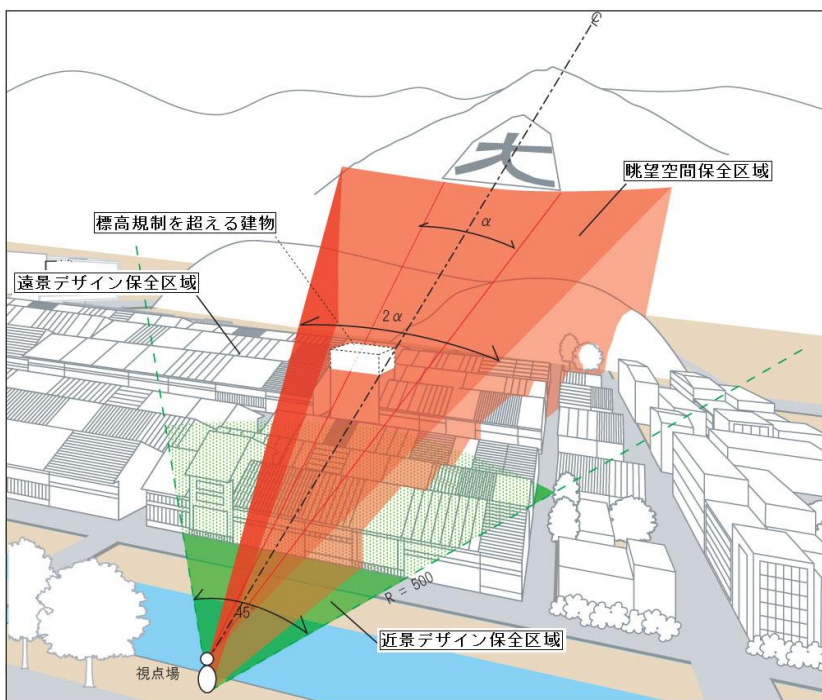 ℄
大
眺望空間保全区域
α
標高規制を超える建物
遠景デザイン保全区域
2α
R = 500
45°
近景デザイン保全区域
視点場